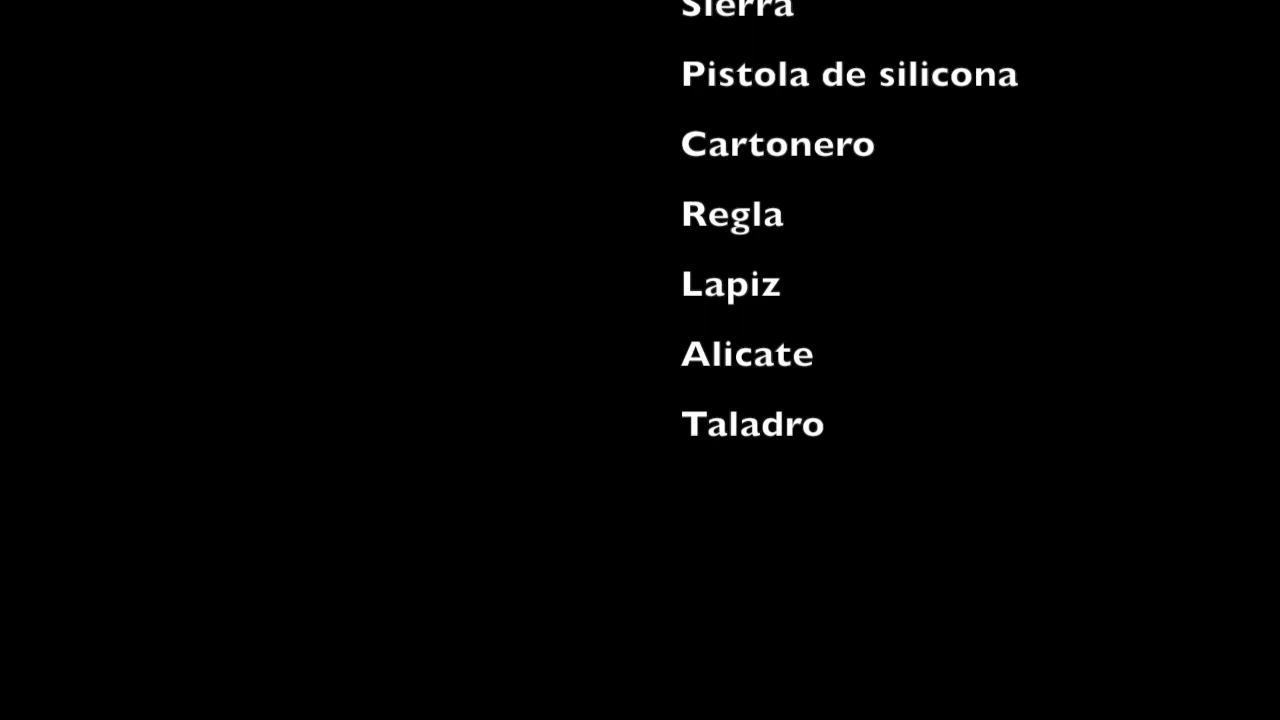 Sierra
Pistola de silicona
Cartonero
Regla
Lapiz
Alicate
Taladro